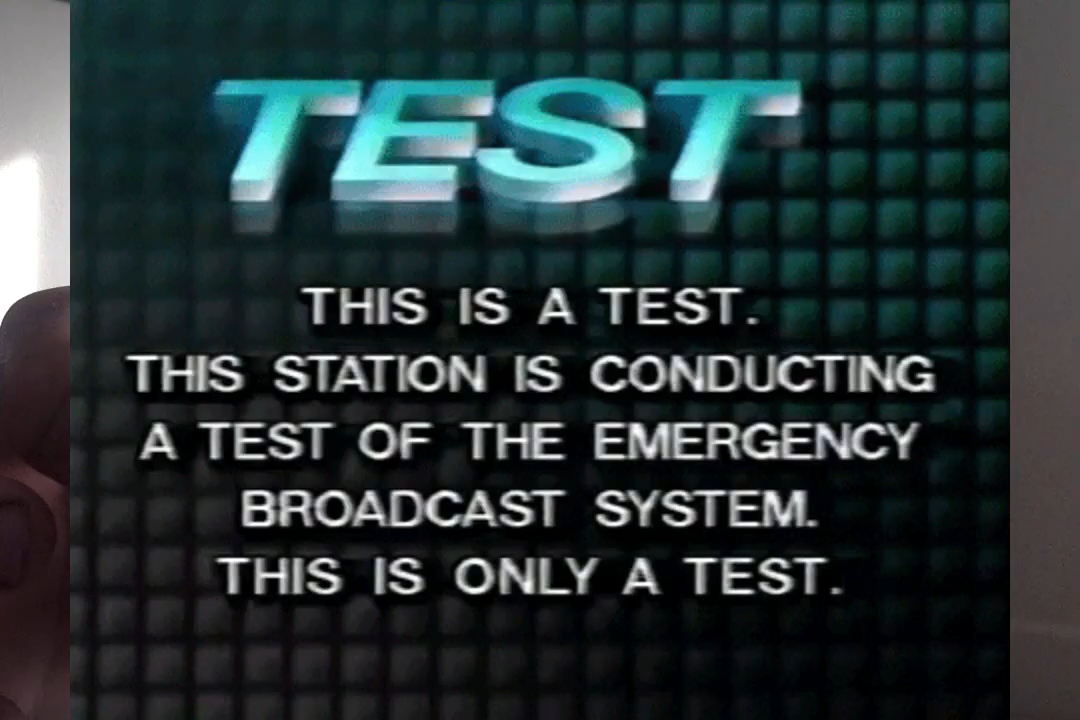 TEST
THIS IS A TEST.
THIS STATION IS CONDUCTING
A TEST OF THE EMERGENCY
BROADCAST SYSTEM.
THIS IS ONLY A TEST.